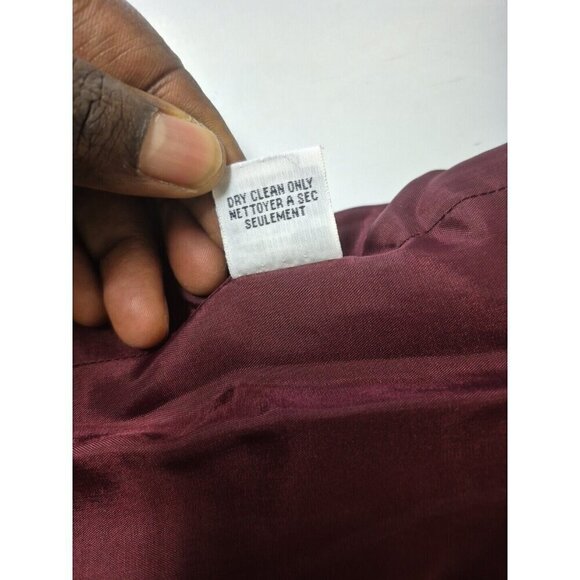 DRY CLEAN ONLY
NETTOYER A SEC
SEULEMENT